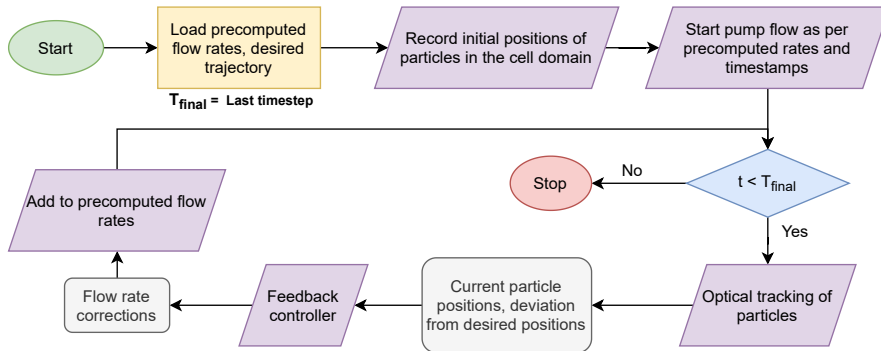 Start
Load precomputed
flow rates, desired
trajectory
T_final = Last timestep
Record initial positions of
particles in the cell domain
Start pump flow as per
precomputed rates and
timestamps
t < T_final
No
Stop
Yes
Optical tracking of
particles
Current particle
positions, deviation
from desired positions
Feedback
controller
Flow rate
corrections
Add to precomputed flow
rates